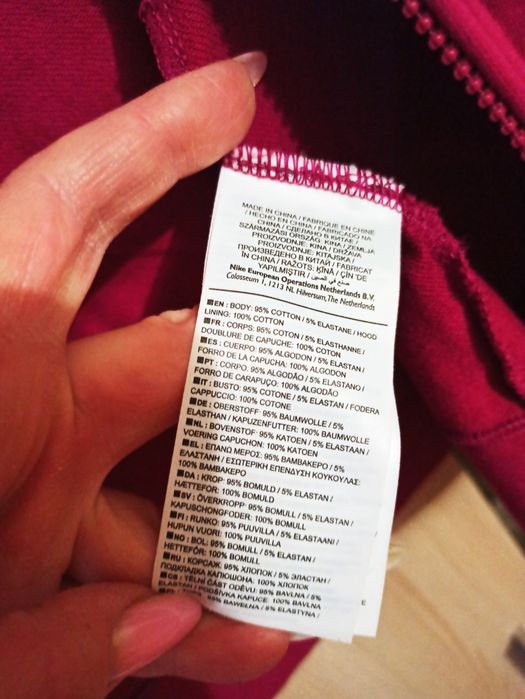 MADE IN CHINA / FABRIQUE EN CHINE
/ HECHO EN CHINA / FABRICADO NA
CHINA / СДЕЛАНО В КИТАЕ /
SZÁRMAZÁSI ORSZÁG: KÍNA / ZEMLJA
PROIZVODNJE: KINA / DRŽAVA
PROIZVODNJE: KITAJSKA /
ПРОИЗВЕДЕНО В КИТАЙ / FABRICAT
ÎN CHINA / RAŽOTS: ĶĪNĀ / ÇİN 'DE
YAPILMIŞTIR / صنع في الصين
Nike European Operations Netherlands B.V.
Colosseum 1, 1213 NL Hilversum, The Netherlands
EN : BODY: 95% COTTON / 5% ELASTANE / HOOD
LINING: 100% COTTON
FR : CORPS: 95% COTON / 5% ELASTHANNE /
DOUBLURE DE CAPUCHE: 100% COTON
ES : CUERPO: 95% ALGODON / 5% ELASTAN /
FORRO DE LA CAPUCHA: 100% ALGODON
PT : CORPO: 95% ALGODÃO / 5% ELASTANO /
FORRO DE CARAPUÇO: 100% ALGODÃO
IT : BUSTO: 95% COTONE / 5% ELASTAN / FODERA
CAPPUCCIO: 100% COTONE
DE : OBERSTOFF: 95% BAUMWOLLE / 5%
ELASTHAN / KAPUZENFUTTER: 100% BAUMWOLLE
NL : BOVENSTOF: 95% KATOEN / 5% ELASTAAN /
VOERING CAPUCHON: 100% KATOEN
EL : ΕΠΑΝΩ ΜΕΡΟΣ: 95% ΒΑΜΒΑΚΕΡΟ / 5%
ΕΛΑΣΤΑΝΗ / ΕΣΩΤΕΡΙΚΗ ΕΠΕΝΔΥΣΗ ΚΟΥΚΟΥΛΑΣ:
100% ΒΑΜΒΑΚΕΡΟ
DA : KROP: 95% BOMULD / 5% ELASTAN /
HÆTTEFOR: 100% BOMULD
SV : ÖVERKROPP: 95% BOMULL / 5% ELASTAN /
KAPUSCHONGFODER: 100% BOMULL
FI : RUNKO: 95% PUUVILLA / 5% ELASTAANI /
HUPUN VUORI: 100% PUUVILLA
NO : BOL: 95% BOMULL / 5% ELASTAN /
HETTEFÔR: 100% BOMULL
RU : КОРСАЖ: 95% ХЛОПОК / 5% ЭЛАСТАН /
ПОДКЛАДКА КАПЮШОНА: 100% ХЛОПОК
CS : TĚLNÍ ČÁST ODĚVU: 95% BAVLNA / 5%
ELASTAN / PODŠÍVKA KAPUCE: 100% BAVLNA
95% BAWEŁNA / 5% ELASTYNA /